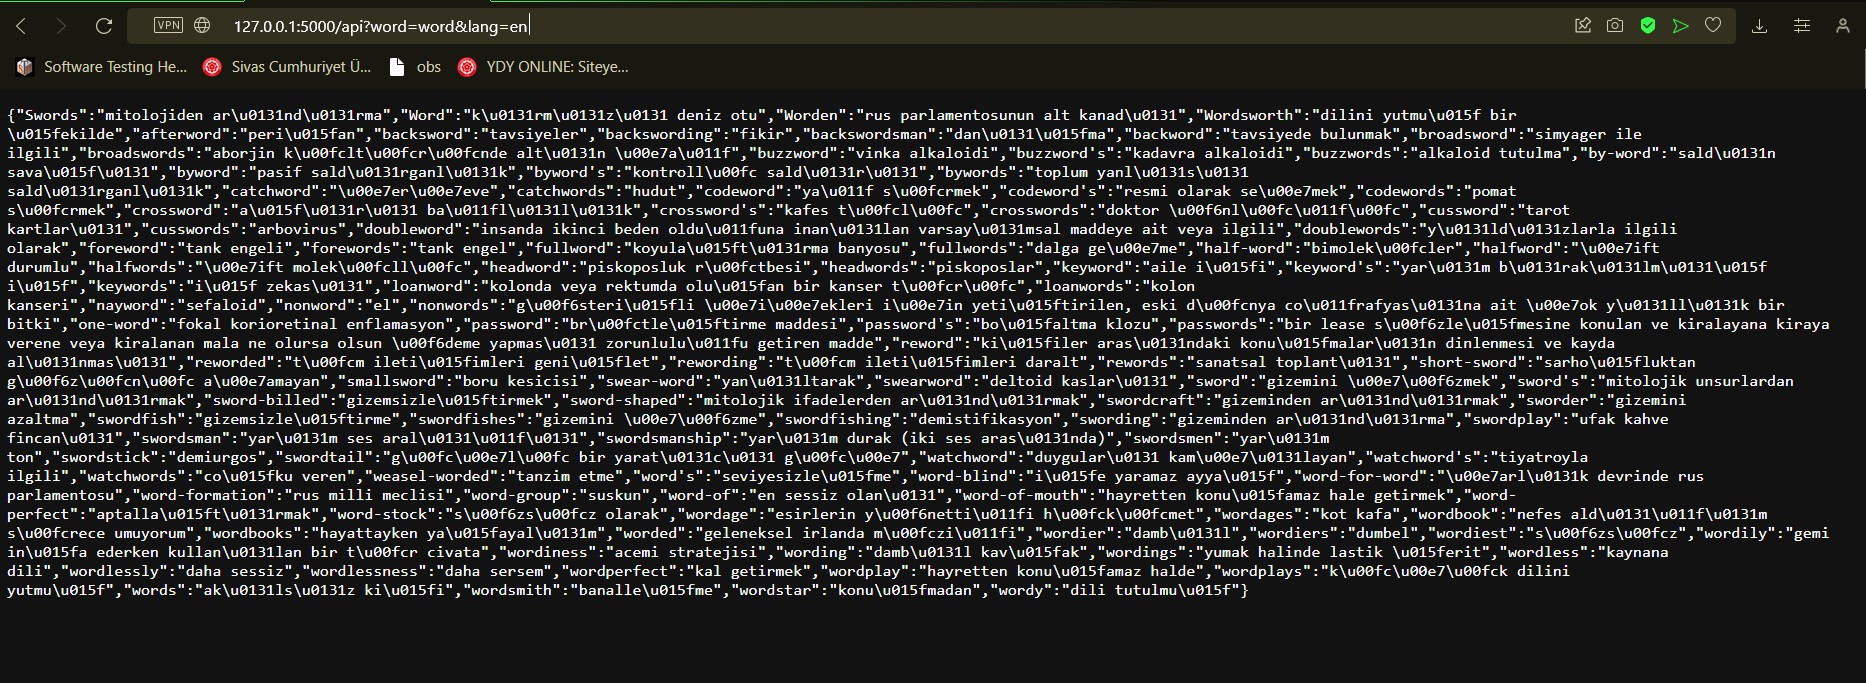 VPN 127.0.0.1:5000/api?word=word&lang=en
Software Testing He... Sivas Cumhuriyet Ü... obs YDY ONLINE: Siteye...
{"Swords":"mitolojiden ar\u0131nd\u0131rma","Word":"k\u0131rm\u0131z\u0131 deniz otu","Worden":"rus parlamentosunun alt kanad\u0131","Wordsworth":"dilini yutmu\u015f bir
\u015fekilde","afterword":"peri\u015fan","backsword":"tavsiyeler","backswording":"fikir","backswordsman":"dan\u0131\u015fma","backword":"tavsiyede bulunmak","broadsword":"simyager ile
ilgili","broadswords":"aborjin k\u00fclt\u00fcr\u00fcnde alt\u0131n \u00e7a\u011f","buzzword":"vinka alkaloidi","buzzword's":"kadavra alkaloidi","buzzwords":"alkaloid tutulma","by-word":"sald\u0131n
sava\u015f\u0131","byword":"pasif sald\u0131rganl\u0131k","byword's":"kontroll\u00fc sald\u0131r\u0131","bywords":"toplum yanl\u0131s\u0131
sald\u0131rganl\u0131k","catchword":"\u00e7er\u00e7eve","catchwords":"hudut","codeword":"ya\u011f s\u00fcrmek","codeword's":"resmi olarak se\u00e7mek","codewords":"pomat
s\u00fcrmek","crossword":"a\u015f\u0131r\u0131 ba\u011fl\u0131l\u0131k","crossword's":"kafes t\u00fcl\u00fc","crosswords":"doktor \u00f6nl\u00fc\u011f\u00fc","cussword":"tarot
kartlar\u0131","cusswords":"arbovirus","doubleword":"insanda ikinci beden oldu\u011funa inan\u0131lan varsay\u0131msal maddeye ait veya ilgili","doublewords":"y\u0131ld\u0131zlarla ilgili
olarak","foreword":"tank engeli","forewords":"tank engel","fullword":"koyula\u015ft\u0131rma banyosu","fullwords":"dalga ge\u00e7me","half-word":"bimolek\u00fcler","halfword":"\u00e7ift
durumlu","halfwords":"\u00e7ift molek\u00fcll\u00fc","headword":"piskoposluk r\u00fctbesi","headwords":"piskoposlar","keyword":"aile i\u015fi","keyword's":"yar\u0131m b\u0131rak\u0131lm\u0131\u015f
i\u015f","keywords":"i\u015f zekas\u0131","loanword":"kolonda veya rektumda olu\u015fan bir kanser t\u00fcr\u00fc","loanwords":"kolon
kanseri","nayword":"sefaloid","nonword":"el","nonwords":"g\u00f6steri\u015fli \u00e7i\u00e7ekleri i\u00e7in yeti\u015ftirilen, eski d\u00fcnya co\u011frafyas\u0131na ait \u00e7ok y\u0131ll\u0131k bir
bitki","one-word":"fokal korioretinal enflamasyon","password":"br\u00fctle\u015ftirme maddesi","password's":"bo\u015faltma klozu","passwords":"bir lease s\u00f6zle\u015fmesine konulan ve kiralayana kiraya
verene veya kiralanan mala ne olursa olsun \u00f6deme yapmas\u0131 zorunlulu\u011fu getiren madde","reword":"ki\u015filer aras\u0131ndaki konu\u015fmalar\u0131n dinlenmesi ve kayda
al\u0131nmas\u0131","reworded":"t\u00fcm ileti\u015fimleri geni\u015flet","rewording":"t\u00fcm ileti\u015fimleri daralt","rewords":"sanatsal toplant\u0131","short-sword":"sarho\u015fluktan
g\u00f6z\u00fcn\u00fc a\u00e7amayan","smallsword":"boru kesicisi","swear-word":"yan\u0131ltarak","swearword":"deltoid kaslar\u0131","sword":"gizemini \u00e7\u00f6zmek","sword's":"mitolojik unsurlardan
ar\u0131nd\u0131rmak","sword-billed":"gizemsizle\u015ftirmek","sword-shaped":"mitolojik ifadelerden ar\u0131nd\u0131rmak","swordcraft":"gizeminden ar\u0131nd\u0131rmak","sworder":"gizemini
azaltma","swordfish":"gizemsizle\u015ftirme","swordfishes":"gizemini \u00e7\u00f6zme","swordfishing":"demistifikasyon","swording":"gizeminden ar\u0131nd\u0131rma","swordplay":"ufak kahve
fincan\u0131","swordsman":"yar\u0131m ses aral\u0131\u011f\u0131","swordsmanship":"yar\u0131m durak (iki ses aras\u0131nda)","swordsmen":"yar\u0131m
ton","swordstick":"demiurgos","swordtail":"g\u00fc\u00e7l\u00fc bir yarat\u0131c\u0131 g\u00fc\u00e7","watchword":"duygular\u0131 kam\u00e7\u0131layan","watchword's":"tiyatroyla
ilgili","watchwords":"co\u015fku veren","weasel-worded":"tanzim etme","word's":"seviyesizle\u015fme","word-blind":"i\u015fe yaramaz ayya\u015f","word-for-word":"\u00e7arl\u0131k devrinde rus
parlamentosu","word-formation":"rus milli meclisi","word-group":"suskun","word-of":"en sessiz olan\u0131","word-of-mouth":"hayretten konu\u015famaz hale getirmek","word-
perfect":"aptalla\u015ft\u0131rmak","word-stock":"s\u00f6zs\u00fcz olarak","wordage":"esirlerin y\u00f6netti\u011fi h\u00fck\u00fcmet","wordages":"kot kafa","wordbook":"nefes ald\u0131\u011f\u0131m
s\u00fcrece umuyorum","wordbooks":"hayattayken ya\u015fayal\u0131m","worded":"geleneksel irlanda m\u00fczi\u011fi","wordier":"damb\u0131l","wordiers":"dumbel","wordiest":"s\u00f6zs\u00fcz","wordily":"gemi
in\u015fa ederken kullan\u0131lan bir t\u00fcr civata","wordiness":"acemi stratejisi","wording":"damb\u0131l kav\u015fak","wordings":"yumak halinde lastik \u015ferit","wordless":"kaynana
dili","wordlessly":"daha sessiz","wordlessness":"daha sersem","wordperfect":"kal getirmek","wordplay":"hayretten konu\u015famaz halde","wordplays":"k\u00fc\u00e7\u00fck dilini
yutmu\u015f","words":"ak\u0131ls\u0131z ki\u015fi","wordsmith":"banalle\u015fme","wordstar":"konu\u015fmadan","wordy":"dili tutulmu\u015f"}